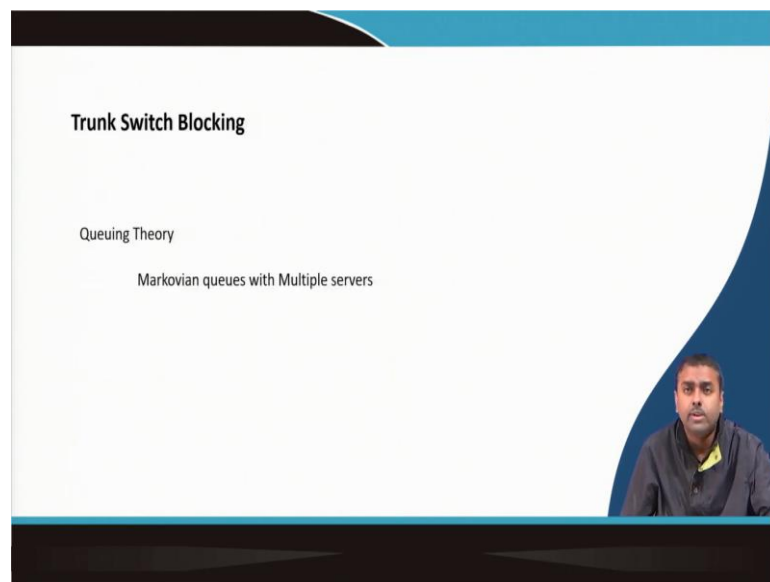 Trunk Switch Blocking
Queuing Theory
Markovian queues with Multiple servers